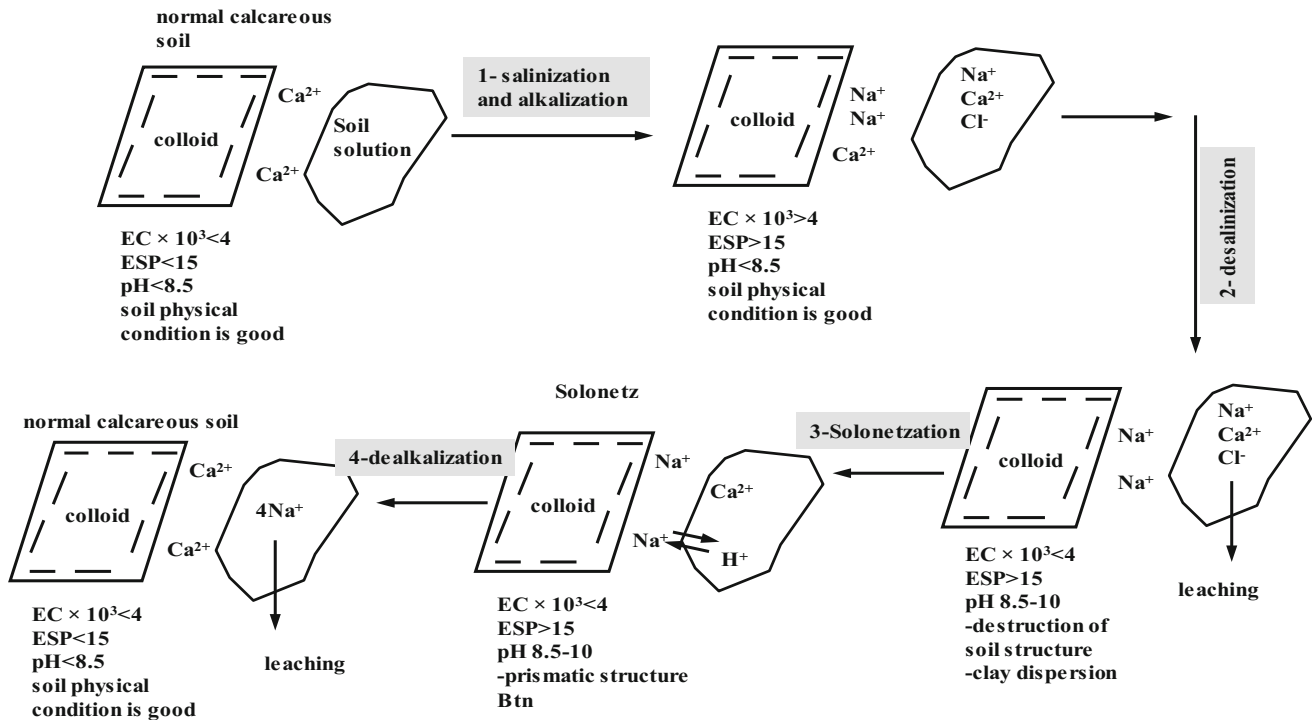 normal calcareous
soil
colloid
Ca²⁺
Ca²⁺
Soil
solution
EC × 10³<4
ESP<15
pH<8.5
soil physical
condition is good
1- salinization
and alkalization
colloid
Na⁺
Na⁺
Ca²⁺
Na⁺
Ca²⁺
Cl⁻
EC × 10³>4
ESP>15
pH<8.5
soil physical
condition is good
2- desalinization
colloid
Na⁺
Na⁺
Na⁺
Ca²⁺
Cl⁻
leaching
EC × 10³<4
ESP>15
pH 8.5-10
-destruction of
soil structure
-clay dispersion
3-Solonetzation
Solonetz
colloid
Na⁺
Na⁺
Ca²⁺
H⁺
EC × 10³<4
ESP>15
pH 8.5-10
-prismatic structure
Btn
4-dealkalization
normal calcareous soil
colloid
Ca²⁺
Ca²⁺
4Na⁺
leaching
EC × 10³<4
ESP<15
pH<8.5
soil physical
condition is good